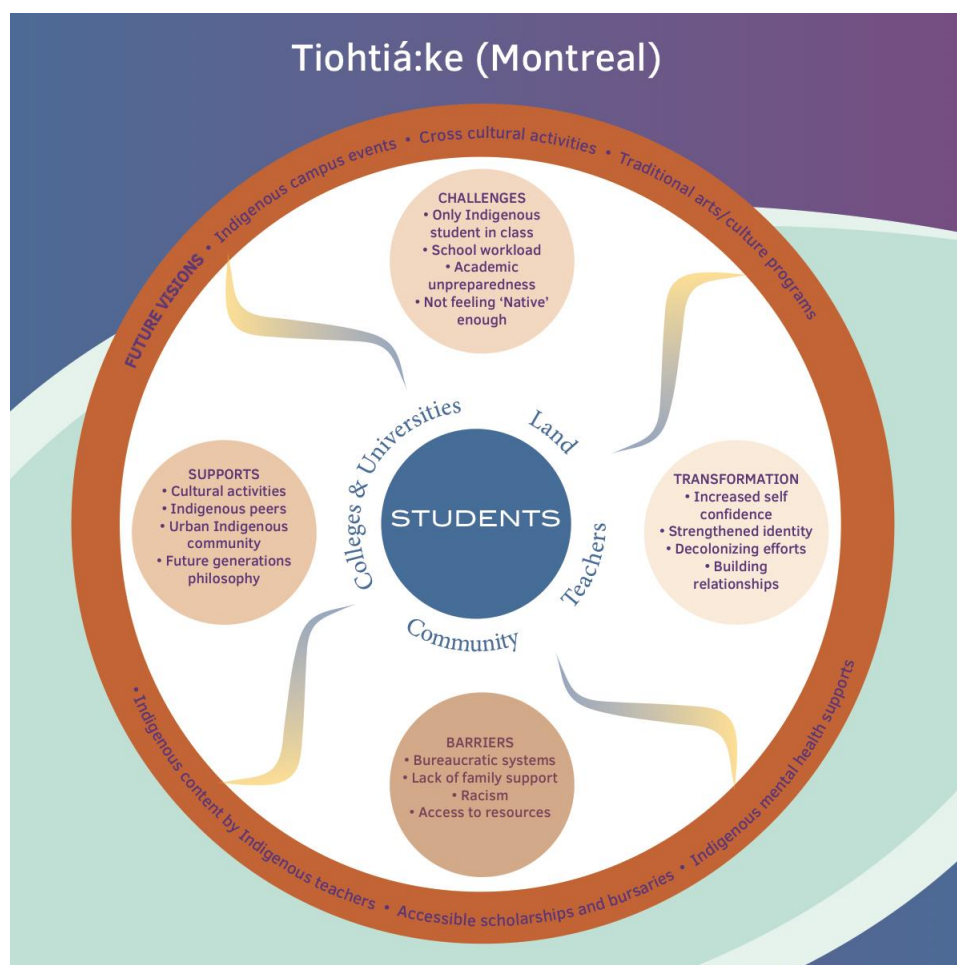 Tiohtiá:ke (Montreal)
FUTURE VISIONS • Indigenous campus events • Cross cultural activities • Traditional arts/culture programs
CHALLENGES
• Only Indigenous
student in class
• School workload
• Academic
unpreparedness
• Not feeling ‘Native’
enough
Colleges & Universities
Land
SUPPORTS
• Cultural activities
• Indigenous peers
• Urban Indigenous
community
• Future generations
philosophy
STUDENTS
TRANSFORMATION
• Increased self
confidence
• Strengthened identity
• Decolonizing efforts
• Building
relationships
Teachers
Community
BARRIERS
• Bureaucratic systems
• Lack of family support
• Racism
• Access to resources
• Indigenous content by Indigenous teachers • Accessible scholarships and bursaries • Indigenous mental health supports